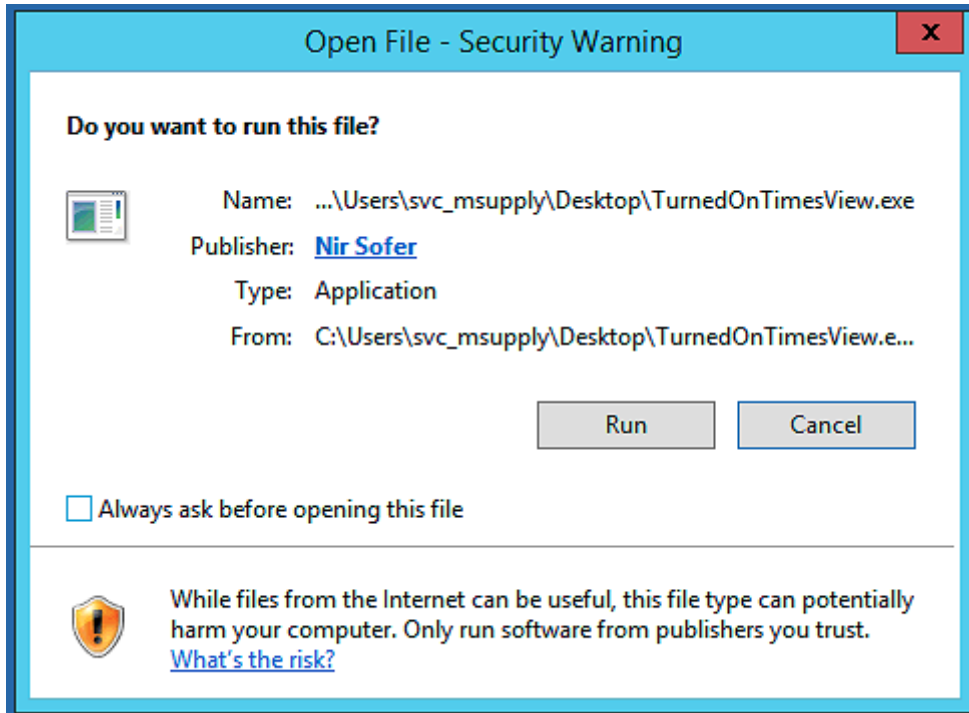 Open File - Security Warning
x
Do you want to run this file?
Name: ...\Users\svc_msupply\Desktop\TurnedOnTimesView.exe
Publisher: Nir Sofer
Type: Application
From: C:\Users\svc_msupply\Desktop\TurnedOnTimesView.e...
Run Cancel
Always ask before opening this file
While files from the Internet can be useful, this file type can potentially
harm your computer. Only run software from publishers you trust.
What's the risk?